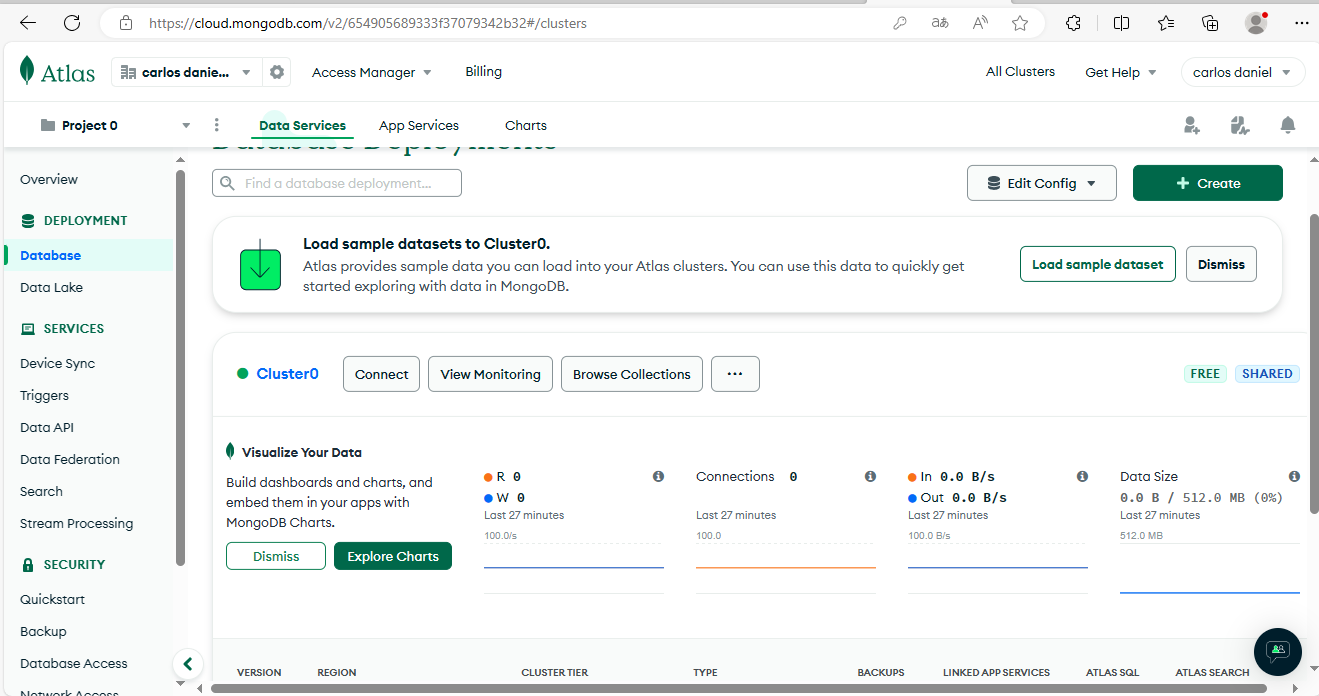 https://cloud.mongodb.com/v2/654905689333f37079342b32#/clusters
Atlas
carlos danie...
Access Manager
Billing
All Clusters
Get Help
carlos daniel
Project 0
Data Services
App Services
Charts
Database Deployments
Find a database deployment...
Edit Config
+ Create
Overview
DEPLOYMENT
Database
Data Lake
SERVICES
Device Sync
Triggers
Data API
Data Federation
Search
Stream Processing
SECURITY
Quickstart
Backup
Database Access
Network Access
Load sample datasets to Cluster0.
Atlas provides sample data you can load into your Atlas clusters. You can use this data to quickly get
started exploring with data in MongoDB.
Load sample dataset
Dismiss
Cluster0
Connect
View Monitoring
Browse Collections
...
FREE
SHARED
Visualize Your Data
Build dashboards and charts, and
embed them in your apps with
MongoDB Charts.
Dismiss
Explore Charts
R 0
W 0
Last 27 minutes
100.0/s
Connections 0
Last 27 minutes
100.0
In 0.0 B/s
Out 0.0 B/s
Last 27 minutes
100.0 B/s
Data Size
0.0 B / 512.0 MB (0%)
Last 27 minutes
512.0 MB
VERSION
REGION
CLUSTER TIER
TYPE
BACKUPS
LINKED APP SERVICES
ATLAS SQL
ATLAS SEARCH